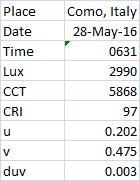 Place Como, Italy
Date 28-May-16
Time 0631
Lux 2990
CCT 5868
CRI 97
u 0.202
v 0.475
duv 0.003